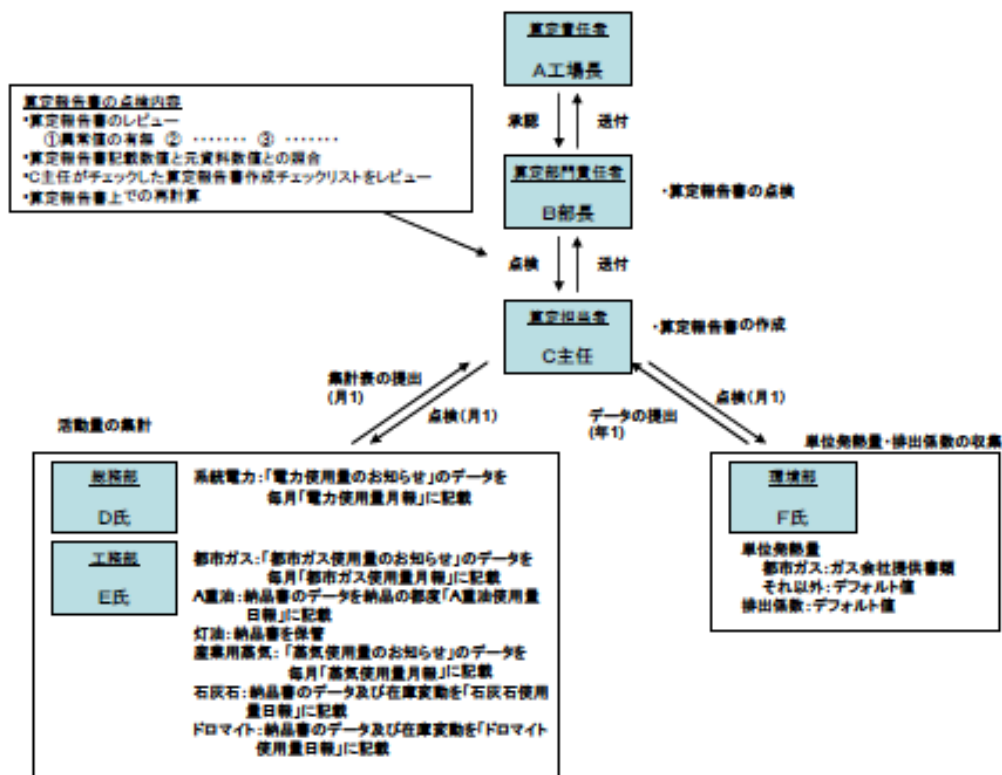 算定責任者
A工場長
承認
送付
算定報告書の点検内容
・算定報告書のレビュー
①異常値の有無 ② ・・・・・・・ ③ ・・・・・・・
・算定報告書記載数値と元資料数値との照合
・C主任がチェックした算定報告書作成チェックリストをレビュー
・算定報告書上での再計算
算定部門責任者
B部長
・算定報告書の点検
点検
送付
算定担当者
C主任
・算定報告書の作成
集計表の提出
(月1)
点検(月1)
データの提出
(年1)
点検(月1)
活動量の集計
総務部
D氏
系統電力:「電力使用量のお知らせ」のデータを
毎月「電力使用量月報」に記載
工務部
E氏
都市ガス:「都市ガス使用量のお知らせ」のデータを
毎月「都市ガス使用量月報」に記載
A重油:納品書のデータを納品の都度「A重油使用量
日報」に記載
灯油:納品書を保管
産業用蒸気:「蒸気使用量のお知らせ」のデータを
毎月「蒸気使用量月報」に記載
石灰石:納品書のデータ及び在庫変動を「石灰石使用
量日報」に記載
ドロマイト:納品書のデータ及び在庫変動を「ドロマイト
使用量日報」に記載
単位発熱量・排出係数の収集
環境部
F氏
単位発熱量
都市ガス:ガス会社提供書類
それ以外:デフォルト値
排出係数:デフォルト値